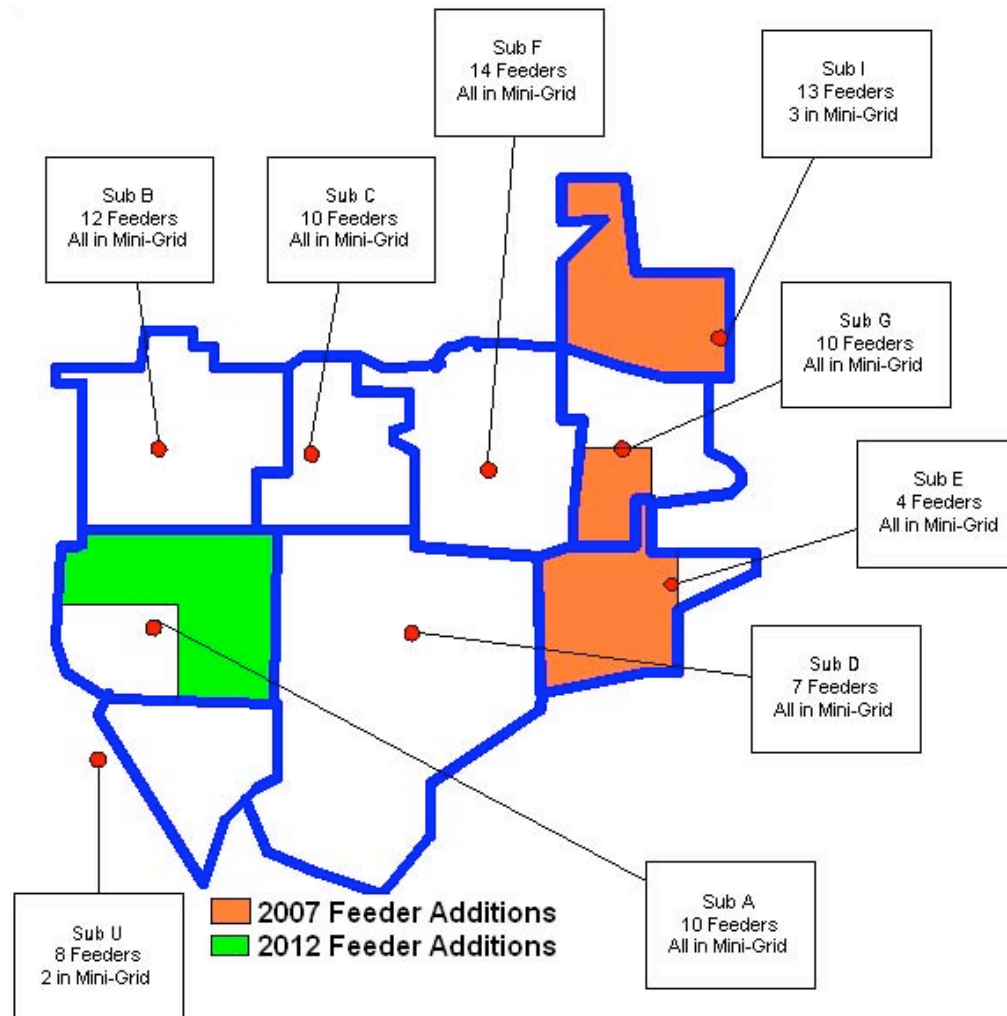 Sub F
14 Feeders
All in Mini-Grid
Sub I
13 Feeders
3 in Mini-Grid
Sub B
12 Feeders
All in Mini-Grid
Sub C
10 Feeders
All in Mini-Grid
Sub G
10 Feeders
All in Mini-Grid
Sub E
4 Feeders
All in Mini-Grid
Sub D
7 Feeders
All in Mini-Grid
Sub A
10 Feeders
All in Mini-Grid
Sub U
8 Feeders
2 in Mini-Grid
2007 Feeder Additions
2012 Feeder Additions